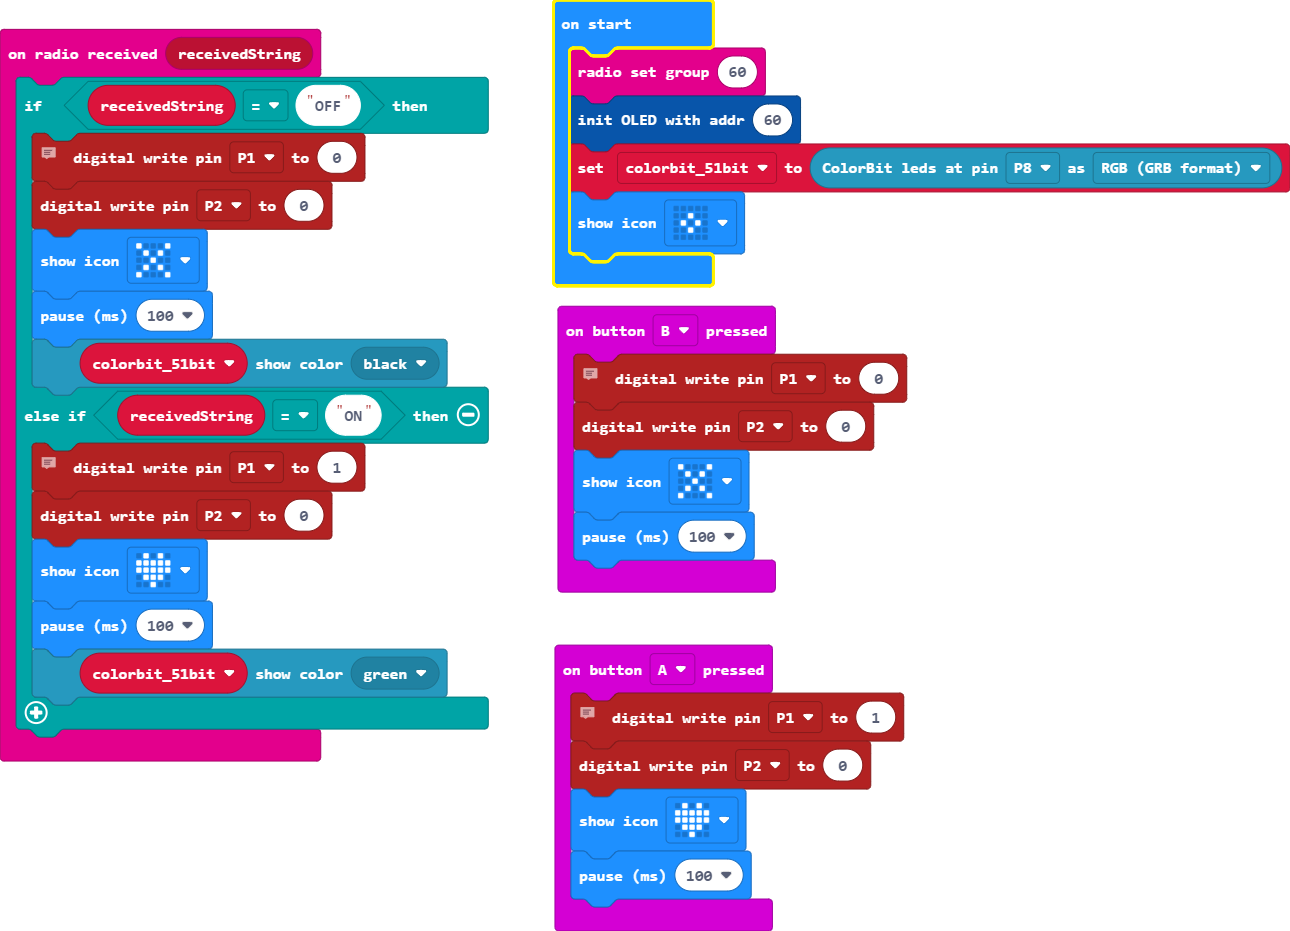 on radio received receivedString
if receivedString = "OFF" then
digital write pin P1 to 0
digital write pin P2 to 0
show icon
pause (ms) 100
colorbit_51bit show color black
else if receivedString = "ON" then
digital write pin P1 to 1
digital write pin P2 to 0
show icon
pause (ms) 100
colorbit_51bit show color green
on start
radio set group 60
init OLED with addr 60
set colorbit_51bit to ColorBit leds at pin P8 as RGB (GRB format)
show icon
on button B pressed
digital write pin P1 to 0
digital write pin P2 to 0
show icon
pause (ms) 100
on button A pressed
digital write pin P1 to 1
digital write pin P2 to 0
show icon
pause (ms) 100